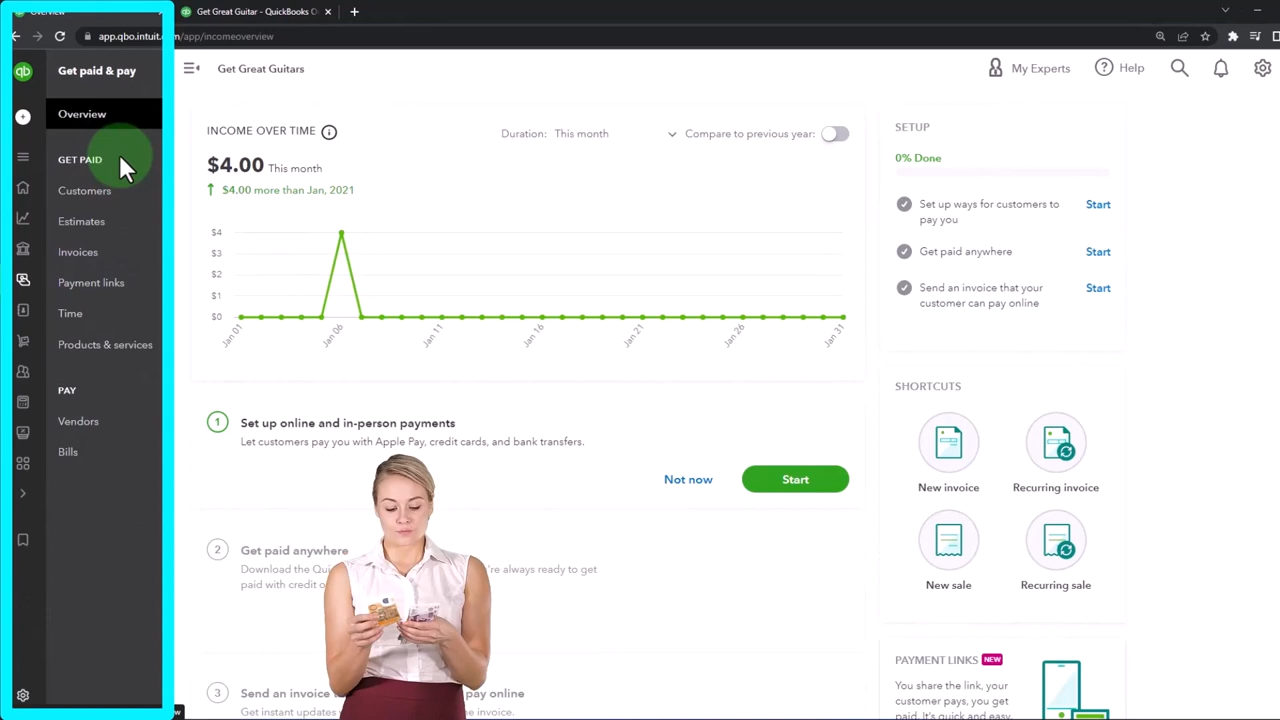 Overview
Get Great Guitar - QuickBooks O
app.qbo.intuit.com/app/incomeoverview
qb
Get paid & pay
Get Great Guitars
My Experts
Help
Overview
GET PAID
Customers
Estimates
Invoices
Payment links
Time
Products & services
PAY
Vendors
Bills
INCOME OVER TIME
Duration: This month
Compare to previous year:
$4.00 This month
$4.00 more than Jan, 2021
$4
$3
$2
$1
$0
Jan 01
Jan 06
Jan 11
Jan 16
Jan 21
Jan 26
Jan 31
1
Set up online and in-person payments
Let customers pay you with Apple Pay, credit cards, and bank transfers.
Not now
Start
2
Get paid anywhere
Download the
're always ready to get
paid with credit
3
Send an invoice
pay online
Get instant updates
invoice.
SETUP
0% Done
Set up ways for customers to
pay you
Start
Get paid anywhere
Start
Send an invoice that your
customer can pay online
Start
SHORTCUTS
New invoice
Recurring invoice
New sale
Recurring sale
PAYMENT LINKS NEW
You share the link, your
customer pays, you get
paid. It's quick and easy.